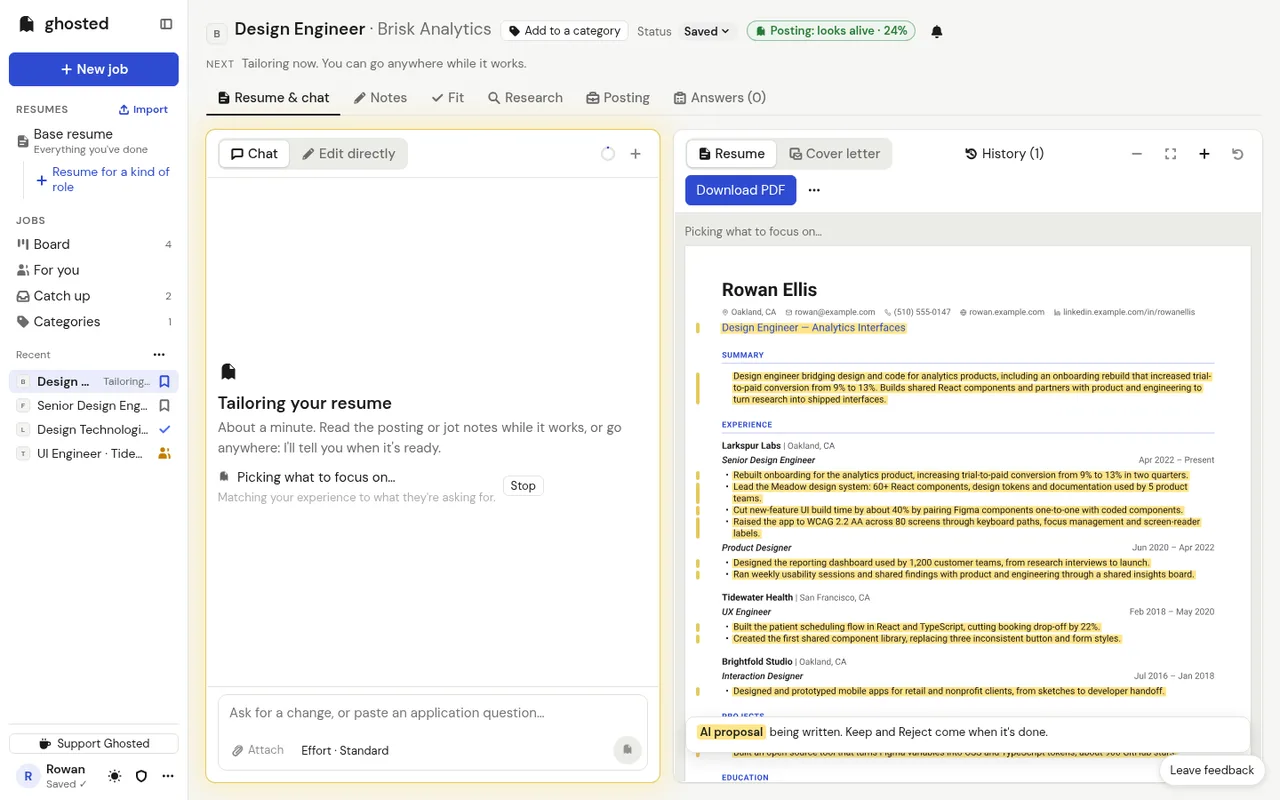 ghosted
+ New job
RESUMES
Import
Base resume
Everything you've done
Resume for a kind of
role
JOBS
Board 4
For you
Catch up 2
Categories 1
Recent
B Design ... Tailoring...
F Senior Design Eng...
L Design Technologi...
T UI Engineer · Tide...
Support Ghosted
R Rowan
Saved ✓
B Design Engineer · Brisk Analytics
Add to a category
Status Saved
Posting: looks alive · 24%
NEXT Tailoring now. You can go anywhere while it works.
Resume & chat
Notes
Fit
Research
Posting
Answers (0)
Chat
Edit directly
Tailoring your resume
About a minute. Read the posting or jot notes while it works, or go
anywhere: I'll tell you when it's ready.
Picking what to focus on...
Matching your experience to what they're asking for.
Stop
Ask for a change, or paste an application question...
Attach
Effort · Standard
Resume
Cover letter
History (1)
Download PDF
Picking what to focus on...
Rowan Ellis
Oakland, CA rowan@example.com (510) 555-0147 rowan.example.com linkedin.example.com/in/rowanellis
Design Engineer — Analytics Interfaces
SUMMARY
Design engineer bridging design and code for analytics products, including an onboarding rebuild that increased trial-
to-paid conversion from 9% to 13%. Builds shared React components and partners with product and engineering to
turn research into shipped interfaces.
EXPERIENCE
Larkspur Labs | Oakland, CA
Senior Design Engineer Apr 2022 – Present
• Rebuilt onboarding for the analytics product, increasing trial-to-paid conversion from 9% to 13% in two quarters.
• Lead the Meadow design system: 60+ React components, design tokens and documentation used by 5 product
teams.
• Cut new-feature UI build time by about 40% by pairing Figma components one-to-one with coded components.
• Raised the app to WCAG 2.2 AA across 80 screens through keyboard paths, focus management and screen-reader
labels.
Product Designer Jun 2020 – Apr 2022
• Designed the reporting dashboard used by 1,200 customer teams, from research interviews to launch.
• Ran weekly usability sessions and shared findings with product and engineering through a shared insights board.
Tidewater Health | San Francisco, CA
UX Engineer Feb 2018 – May 2020
• Built the patient scheduling flow in React and TypeScript, cutting booking drop-off by 22%.
• Created the first shared component library, replacing three inconsistent button and form styles.
Brightfold Studio | Oakland, CA
Interaction Designer Jul 2016 – Jan 2018
• Designed and prototyped mobile apps for retail and nonprofit clients, from sketches to developer handoff.
PROJECTS
AI proposal being written. Keep and Reject come when it's done.
Built an open source tool that turns Figma variables into CSS and TypeScript tokens, about 900 GitHub stars.
EDUCATION
Leave feedback